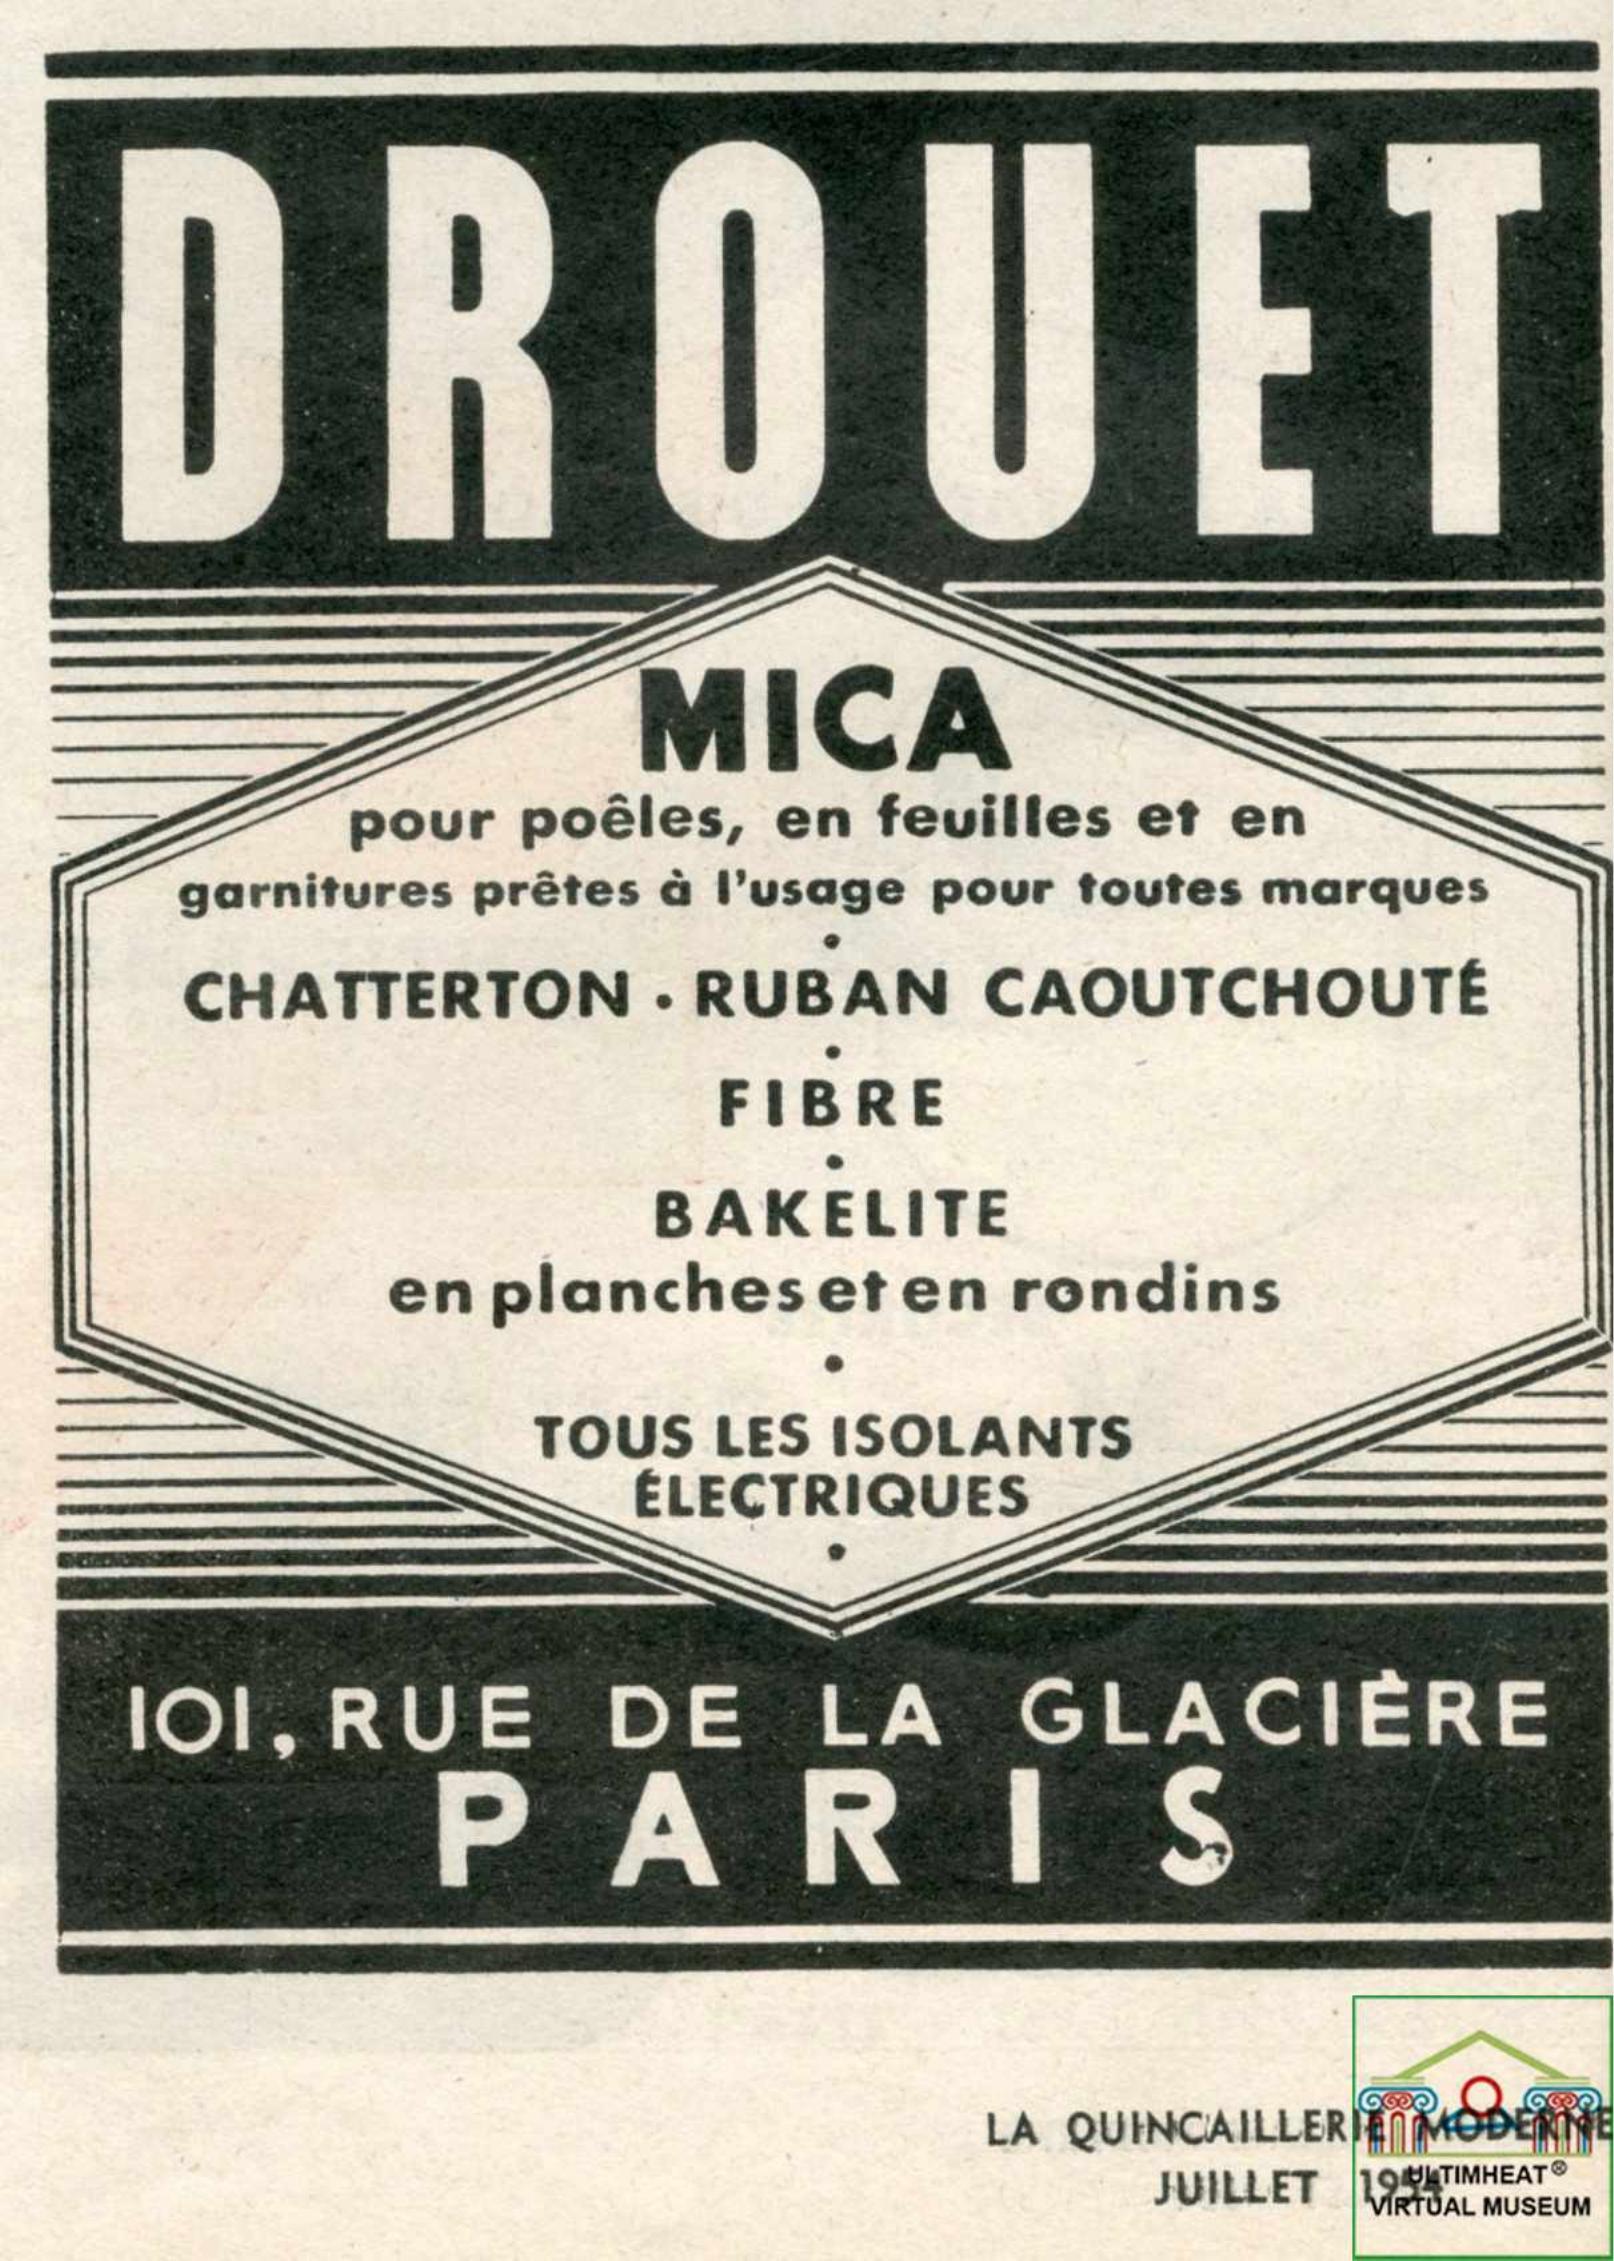 DROUET
MICA
pour poêles, en feuilles et en
garnitures prêtes à l'usage pour toutes marques
CHATTERTON . RUBAN CAOUTCHOUTÉ
FIBRE
BAKELITE
en planches et en rondins
TOUS LES ISOLANTS
ÉLECTRIQUES
101, RUE DE LA GLACIÈRE
PARIS
LA QUINCAILLERIE MODERNE
JUILLET
ULTIMHEAT®
VIRTUAL MUSEUM